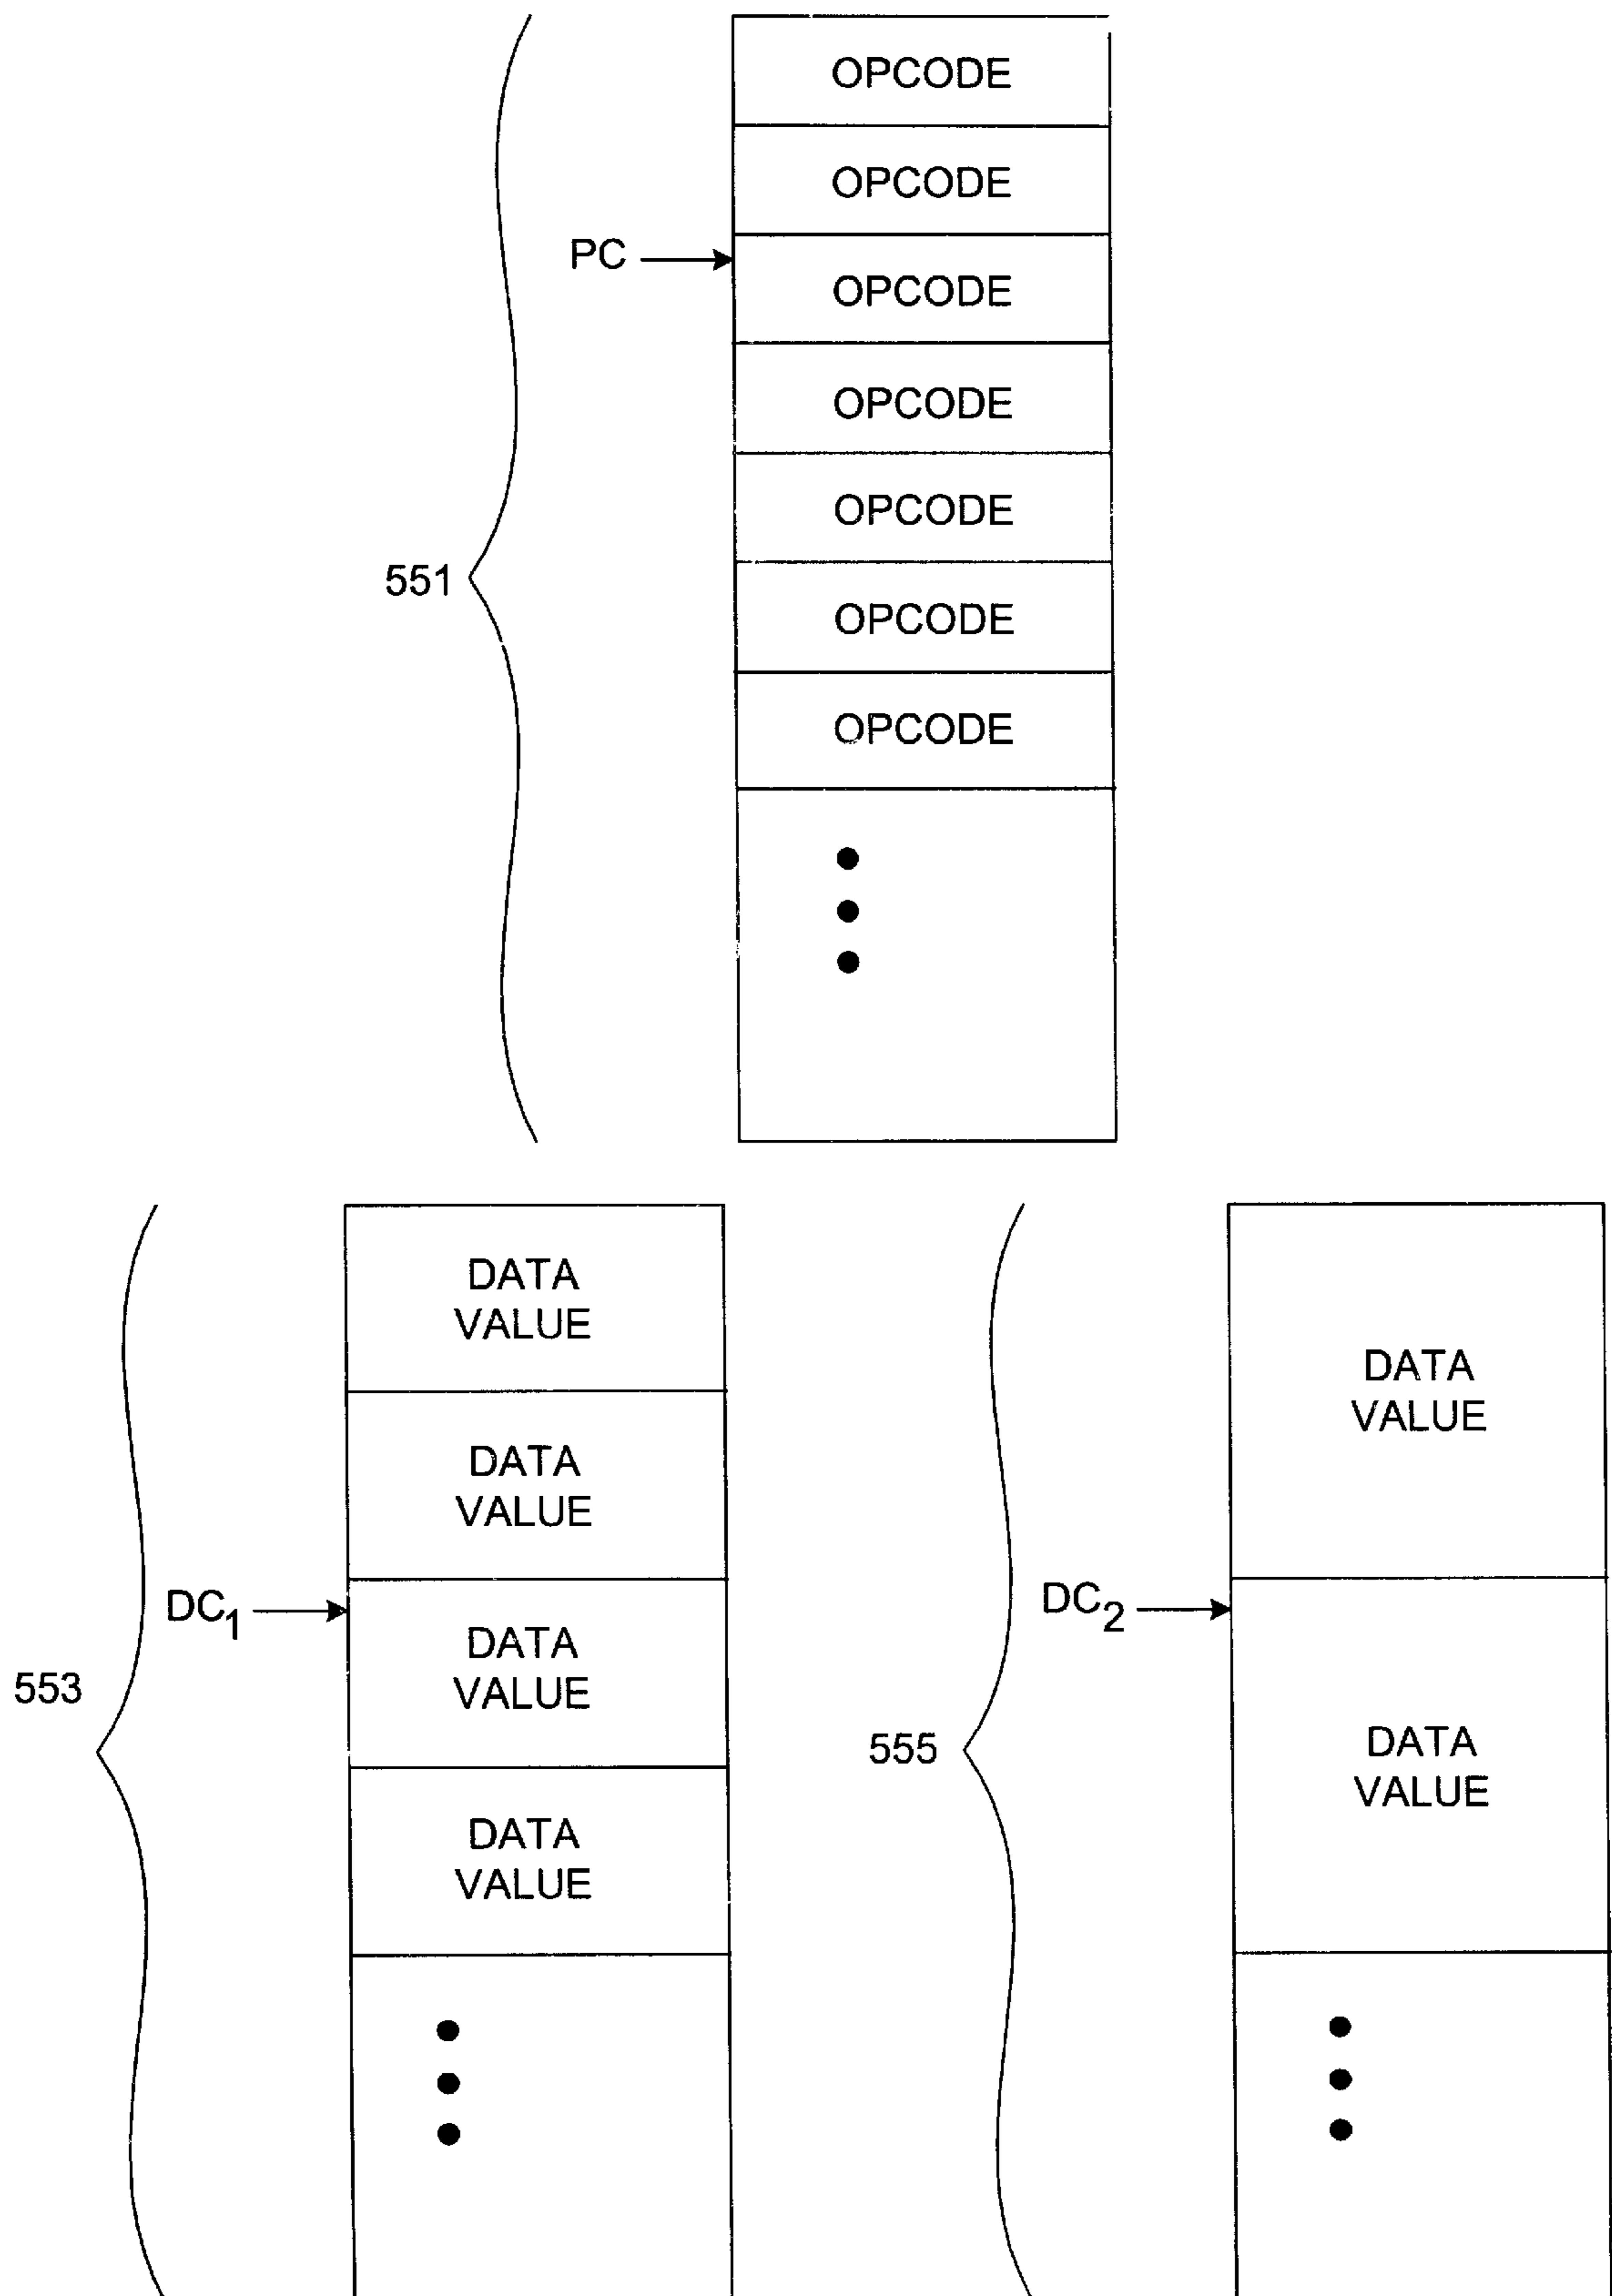 OPCODE
OPCODE
PC
OPCODE
OPCODE
OPCODE
551
OPCODE
OPCODE
DATA
VALUE
DATA
VALUE
DC1
DATA
VALUE
553
DATA
VALUE
DATA
VALUE
DC2
555
DATA
VALUE